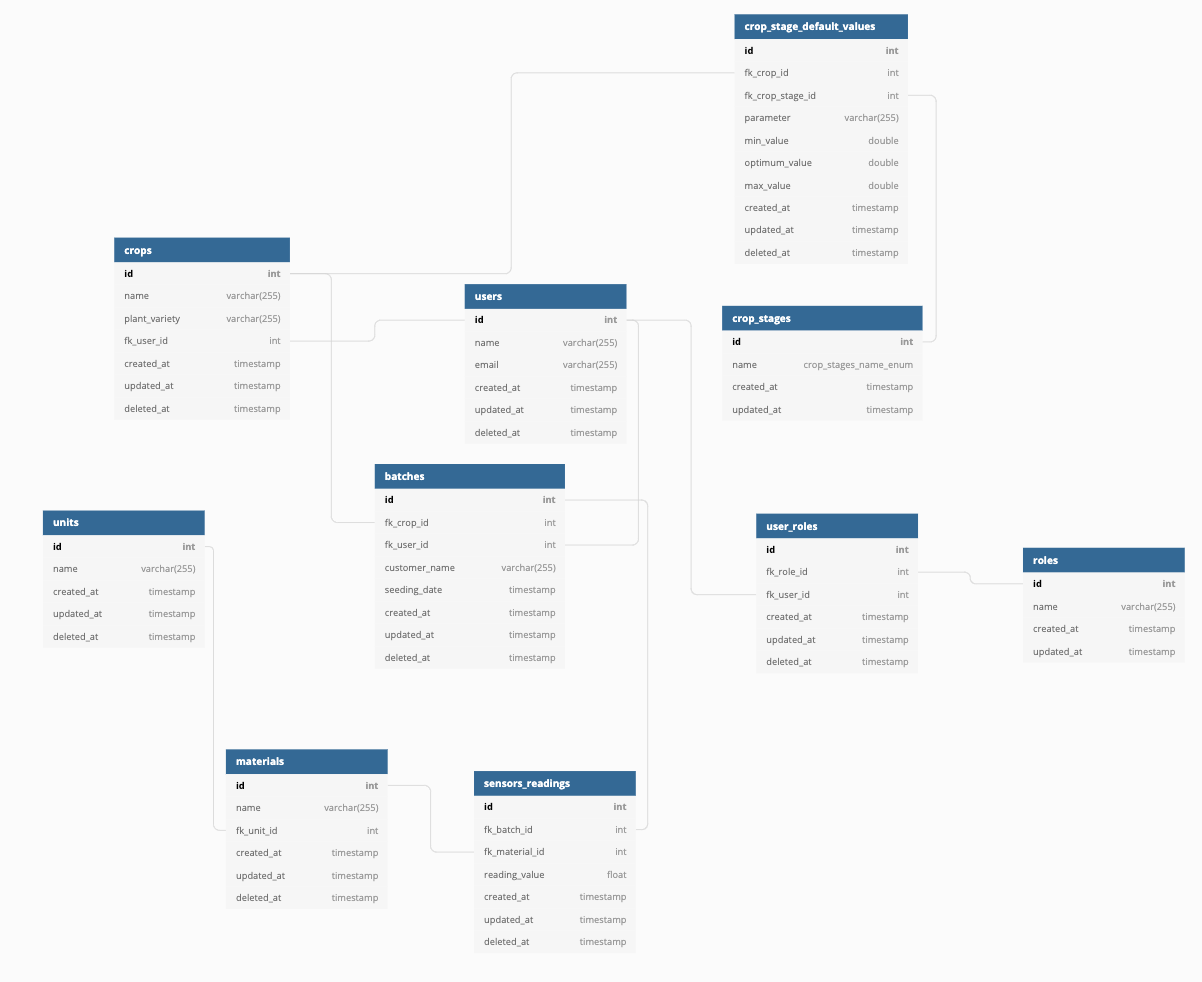 crop_stage_default_values
id int
fk_crop_id int
fk_crop_stage_id int
parameter varchar(255)
min_value double
optimum_value double
max_value double
created_at timestamp
updated_at timestamp
deleted_at timestamp
crops
id int
name varchar(255)
plant_variety varchar(255)
fk_user_id int
created_at timestamp
updated_at timestamp
deleted_at timestamp
users
id int
name varchar(255)
email varchar(255)
created_at timestamp
updated_at timestamp
deleted_at timestamp
crop_stages
id int
name crop_stages_name_enum
created_at timestamp
updated_at timestamp
batches
id int
fk_crop_id int
fk_user_id int
customer_name varchar(255)
seeding_date timestamp
created_at timestamp
updated_at timestamp
deleted_at timestamp
units
id int
name varchar(255)
created_at timestamp
updated_at timestamp
deleted_at timestamp
user_roles
id int
fk_role_id int
fk_user_id int
created_at timestamp
updated_at timestamp
deleted_at timestamp
roles
id int
name varchar(255)
created_at timestamp
updated_at timestamp
materials
id int
name varchar(255)
fk_unit_id int
created_at timestamp
updated_at timestamp
deleted_at timestamp
sensors_readings
id int
fk_batch_id int
fk_material_id int
reading_value float
created_at timestamp
updated_at timestamp
deleted_at timestamp